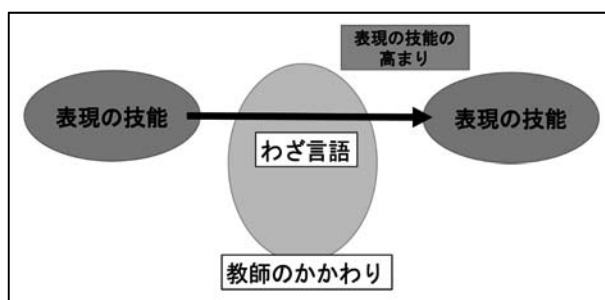 表現の技能の
高まり
表現の技能
表現の技能
わざ言語
教師のかかわり